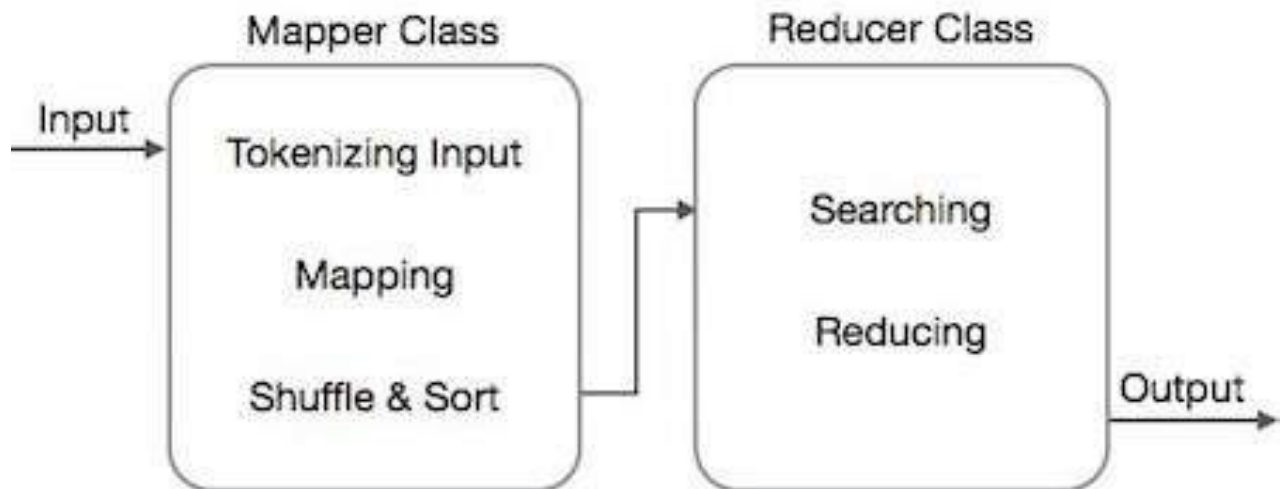 Mapper Class
Reducer Class
Input
Tokenizing Input
Mapping
Shuffle & Sort
Searching
Reducing
Output